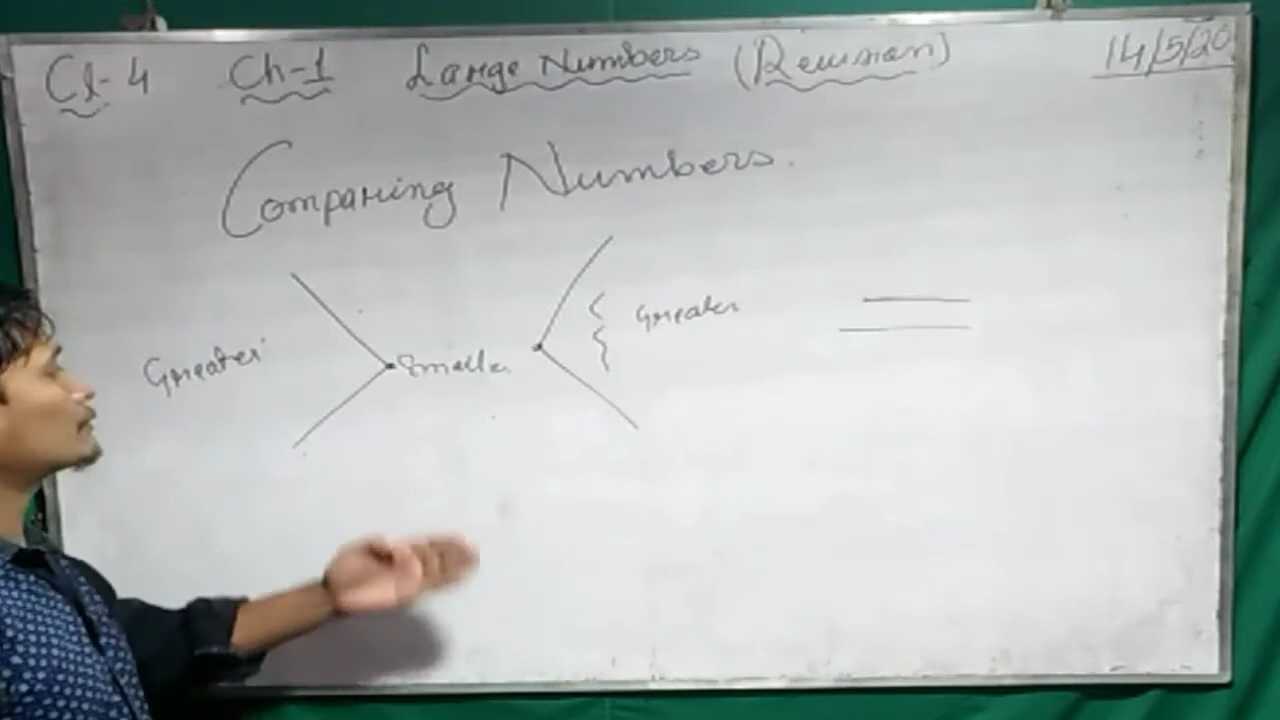 Cl-4 Ch-1 Large Numbers (Revision) 14/5/20
Comparing Numbers.
Greater > Smaller < Greater =